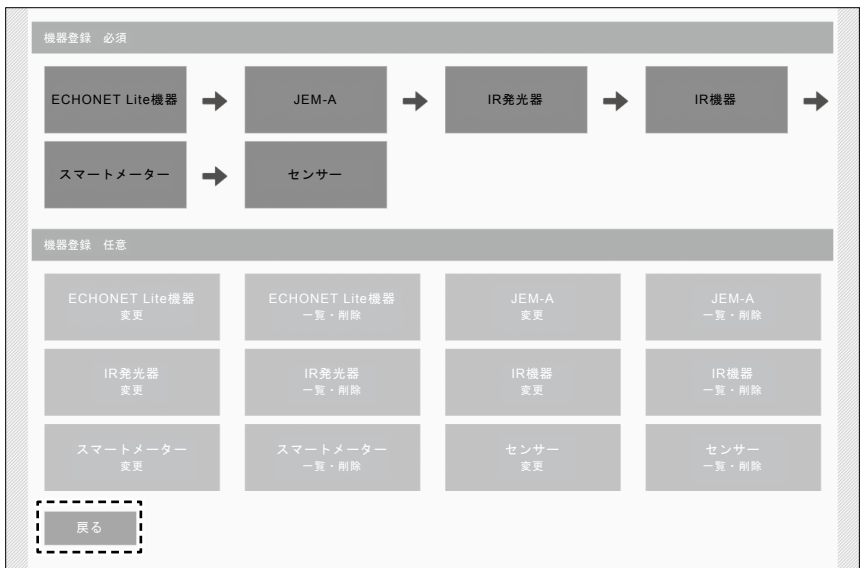 機器登録 必須
ECHONET Lite機器
JEM-A
IR発光器
IR機器
スマートメーター
センサー
機器登録 任意
ECHONET Lite機器
変更
ECHONET Lite機器
一覧・削除
JEM-A
変更
JEM-A
一覧・削除
IR発光器
変更
IR発光器
一覧・削除
IR機器
変更
IR機器
一覧・削除
スマートメーター
変更
スマートメーター
一覧・削除
センサー
変更
センサー
一覧・削除
戻る